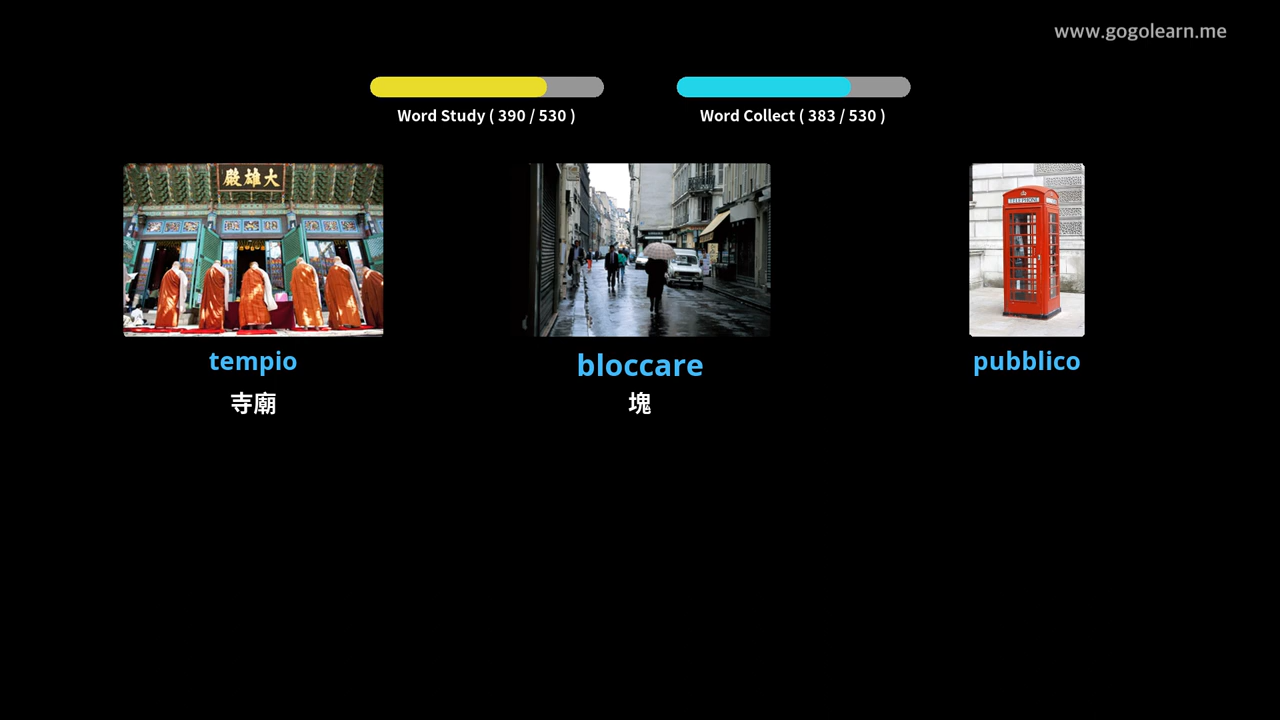 www.gogolearn.me
Word Study ( 390 / 530 )
Word Collect ( 383 / 530 )
殿雄大
TELEPHONE
tempio
bloccare
pubblico
寺廟
塊